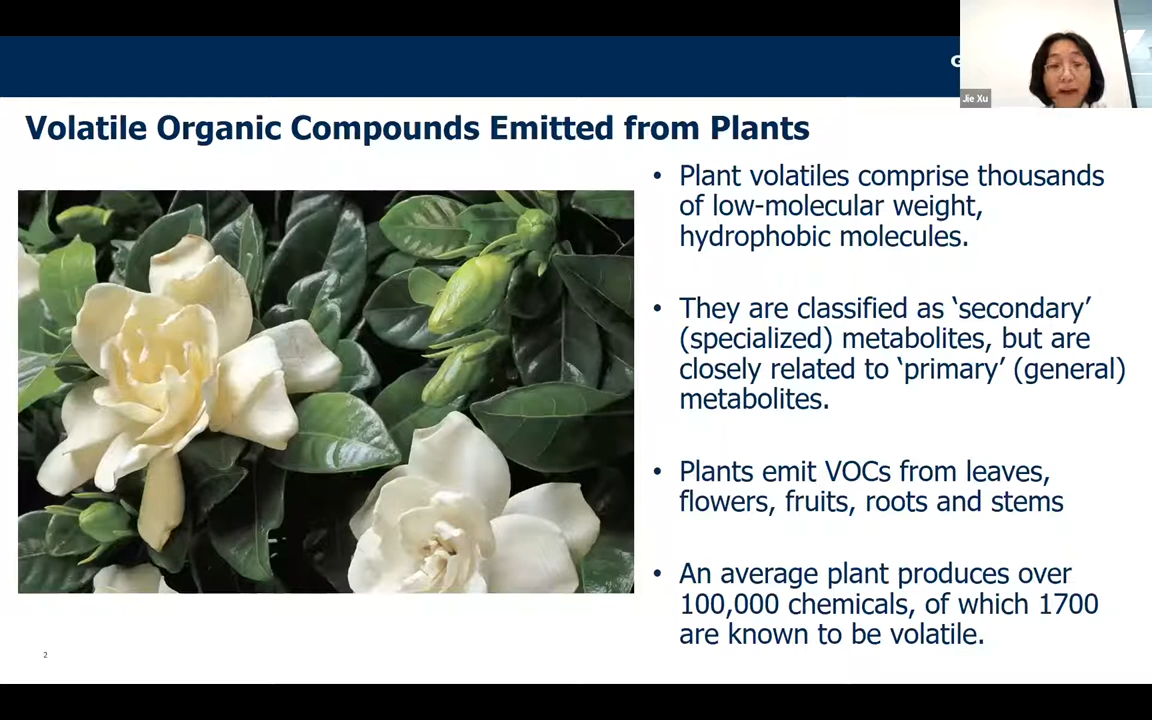 Jie Xu
Volatile Organic Compounds Emitted from Plants
• Plant volatiles comprise thousands
of low-molecular weight,
hydrophobic molecules.
• They are classified as ‘secondary’
(specialized) metabolites, but are
closely related to ‘primary’ (general)
metabolites.
• Plants emit VOCs from leaves,
flowers, fruits, roots and stems
• An average plant produces over
100,000 chemicals, of which 1700
are known to be volatile.
2